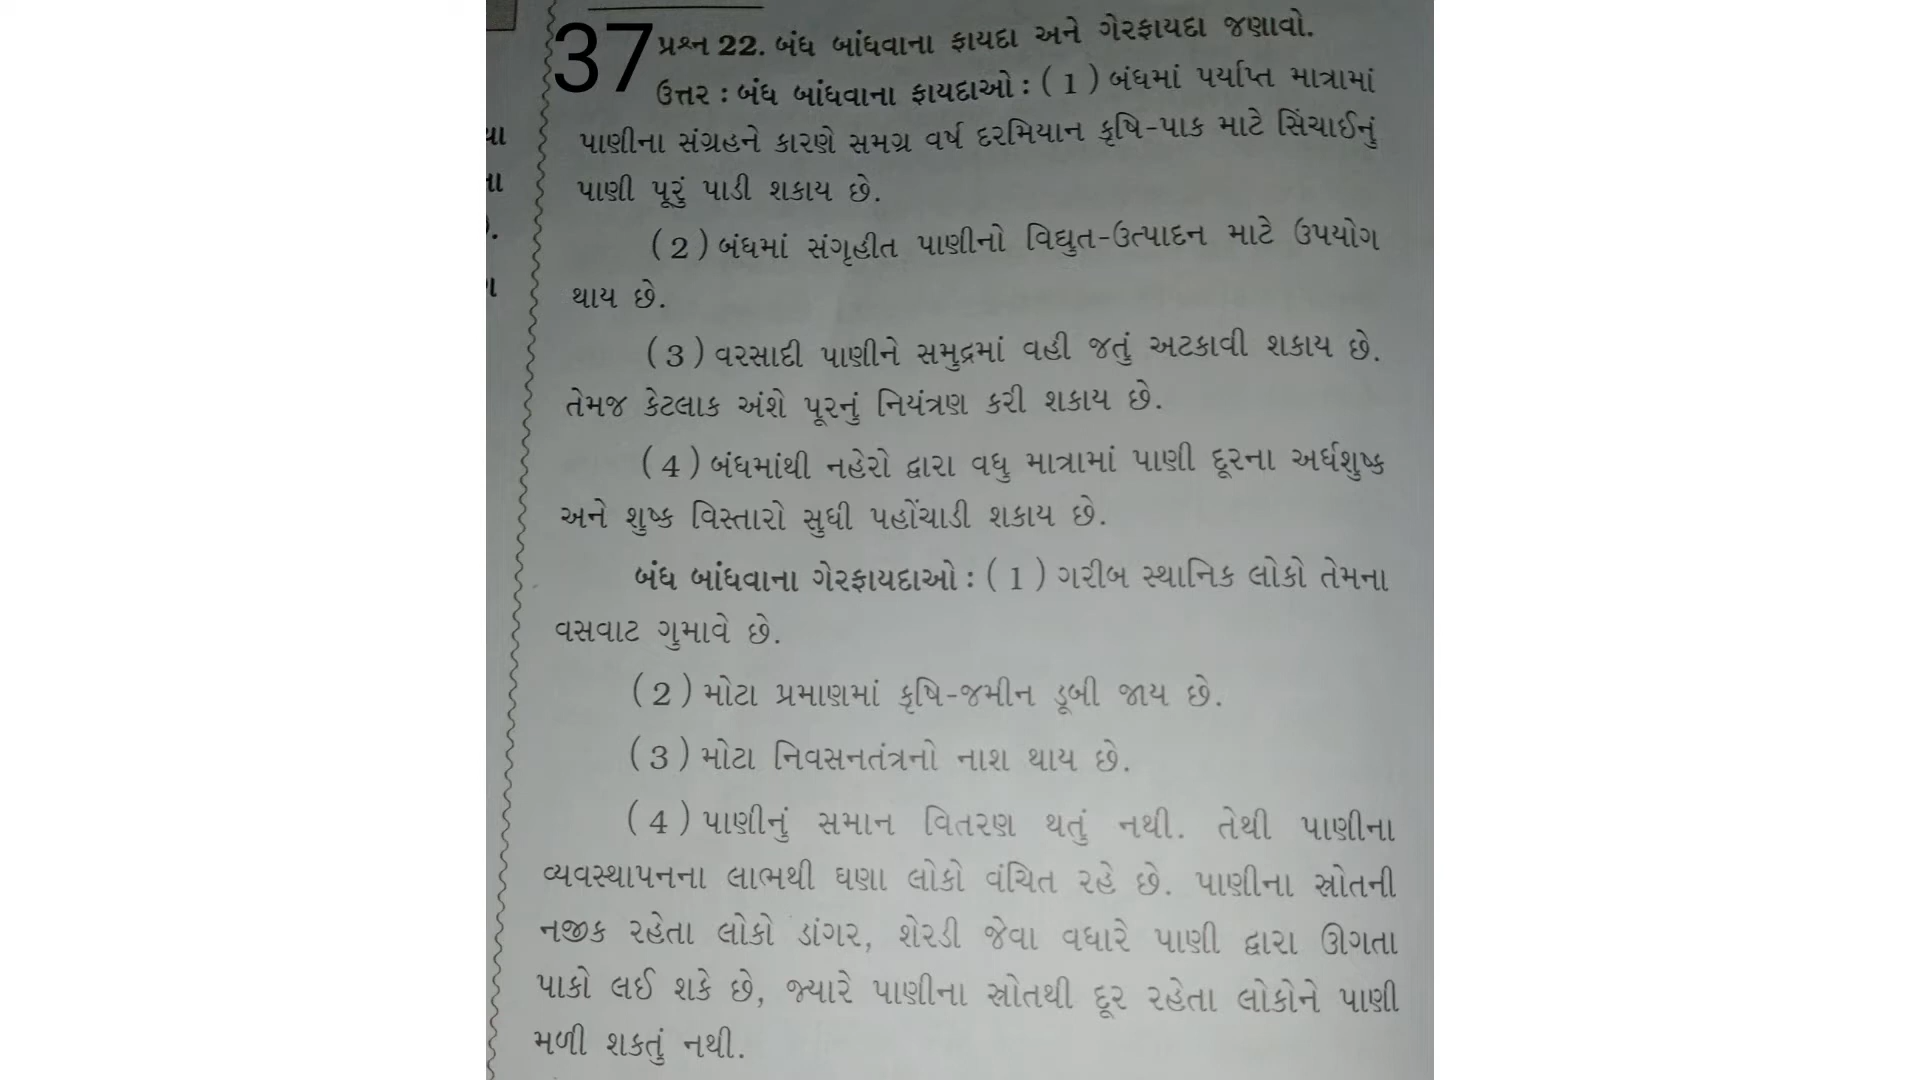 37
પ્રશ્ન 22. બંધ બાંધવાના ફાયદા અને ગેરફાયદા જણાવો.
ઉત્તર : બંધ બાંધવાના ફાયદાઓ : ( 1 ) બંધમાં પર્યાપ્ત માત્રામાં
પાણીના સંગ્રહને કારણે સમગ્ર વર્ષ દરમિયાન કૃષિ-પાક માટે સિંચાઈનું
પાણી પૂરું પાડી શકાય છે.
( 2 ) બંધમાં સંગૃહીત પાણીનો વિદ્યુત-ઉત્પાદન માટે ઉપયોગ
થાય છે.
( 3 ) વરસાદી પાણીને સમુદ્રમાં વહી જતું અટકાવી શકાય છે.
તેમજ કેટલાક અંશે પૂરનું નિયંત્રણ કરી શકાય છે.
( 4 ) બંધમાંથી નહેરો દ્વારા વધુ માત્રામાં પાણી દૂરના અર્ધશુષ્ક
અને શુષ્ક વિસ્તારો સુધી પહોંચાડી શકાય છે.
બંધ બાંધવાના ગેરફાયદાઓ : ( 1 ) ગરીબ સ્થાનિક લોકો તેમના
વસવાટ ગુમાવે છે.
( 2 ) મોટા પ્રમાણમાં કૃષિ-જમીન ડૂબી જાય છે.
( 3 ) મોટા નિવસનતંત્રનો નાશ થાય છે.
( 4 ) પાણીનું સમાન વિતરણ થતું નથી. તેથી પાણીના
વ્યવસ્થાપનના લાભથી ઘણા લોકો વંચિત રહે છે. પાણીના સ્રોતની
નજીક રહેતા લોકો ડાંગર, શેરડી જેવા વધારે પાણી દ્વારા ઊગતા
પાકો લઈ શકે છે, જ્યારે પાણીના સ્રોતથી દૂર રહેતા લોકોને પાણી
મળી શકતું નથી.